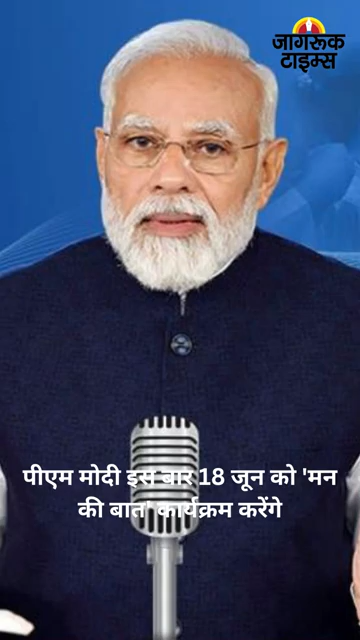 जागरूक
टाइम्स
पीएम मोदी इस बार 18 जून को 'मन
की बात' कार्यक्रम करेंगे